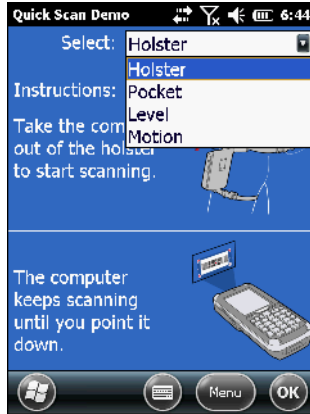 Quick Scan Demo 6:44
Select: Holster
Holster
Instructions: Pocket
Level
Take the com Motion
out of the holster
to start scanning.
The computer
keeps scanning
until you point it
down.
Menu OK